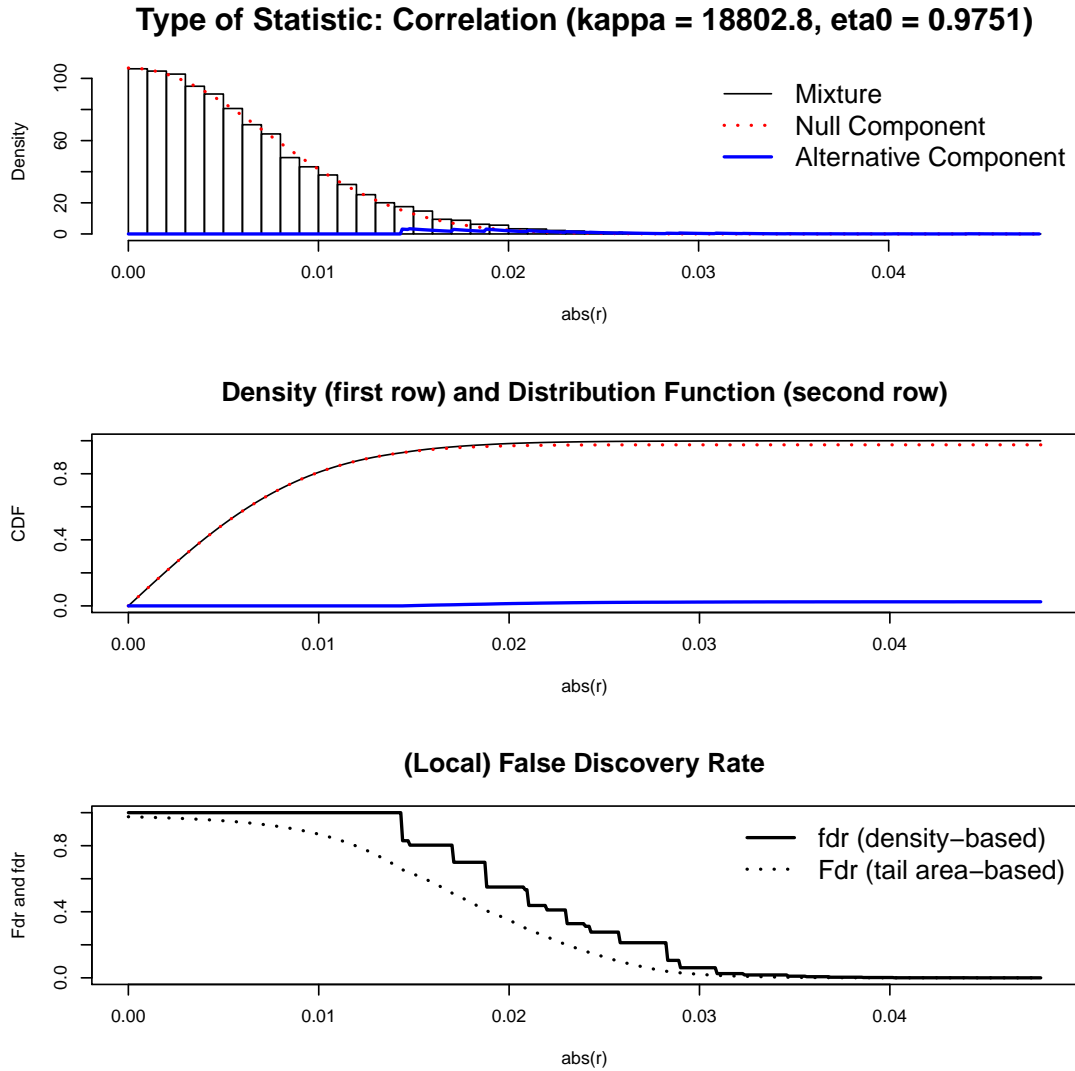 Type of Statistic: Correlation (kappa = 18802.8, eta0 = 0.9751)
Density
100
60
20
0
Mixture
Null Component
Alternative Component
0.00 0.01 0.02 0.03 0.04
abs(r)
Density (first row) and Distribution Function (second row)
CDF
0.8
0.4
0.0
0.00 0.01 0.02 0.03 0.04
abs(r)
(Local) False Discovery Rate
Fdr and fdr
0.8
0.4
0.0
fdr (density−based)
Fdr (tail area−based)
0.00 0.01 0.02 0.03 0.04
abs(r)